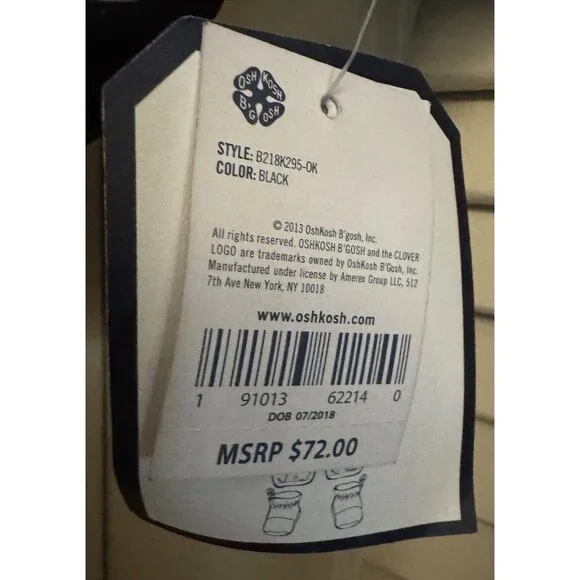 OSH KOSH
B'GOSH
STYLE: B218K295-OK
COLOR: BLACK
© 2013 OshKosh B'gosh, Inc.
All rights reserved. OSHKOSH B'GOSH and the CLOVER
LOGO are trademarks owned by OshKosh B'Gosh, Inc.
Manufactured under license by Amerex Group LLC, 512
7th Ave New York, NY 10018
www.oshkosh.com
1 91013 62214 0
DOB 07/2018
MSRP $72.00